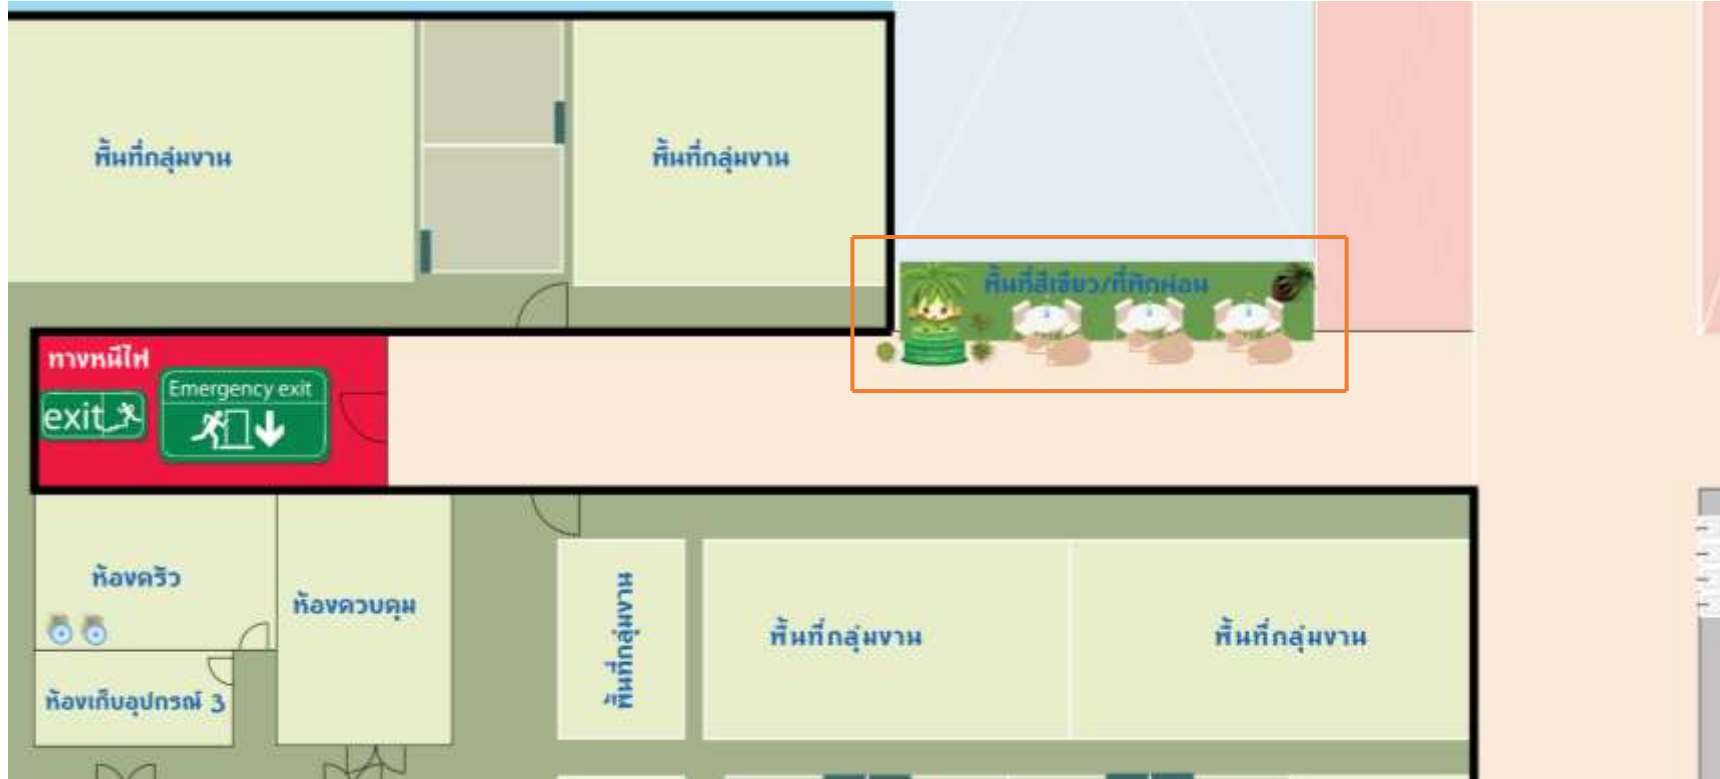 พื้นที่กลุ่มงาน
พื้นที่กลุ่มงาน
พื้นที่สีเขียว/ที่พักผ่อน
ทางหนีไฟ
exit
Emergency exit
ห้องครัว
ห้องควบคุม
พื้นที่กลุ่มงาน
พื้นที่กลุ่มงาน
พื้นที่กลุ่มงาน
ห้องเก็บอุปกรณ์ 3